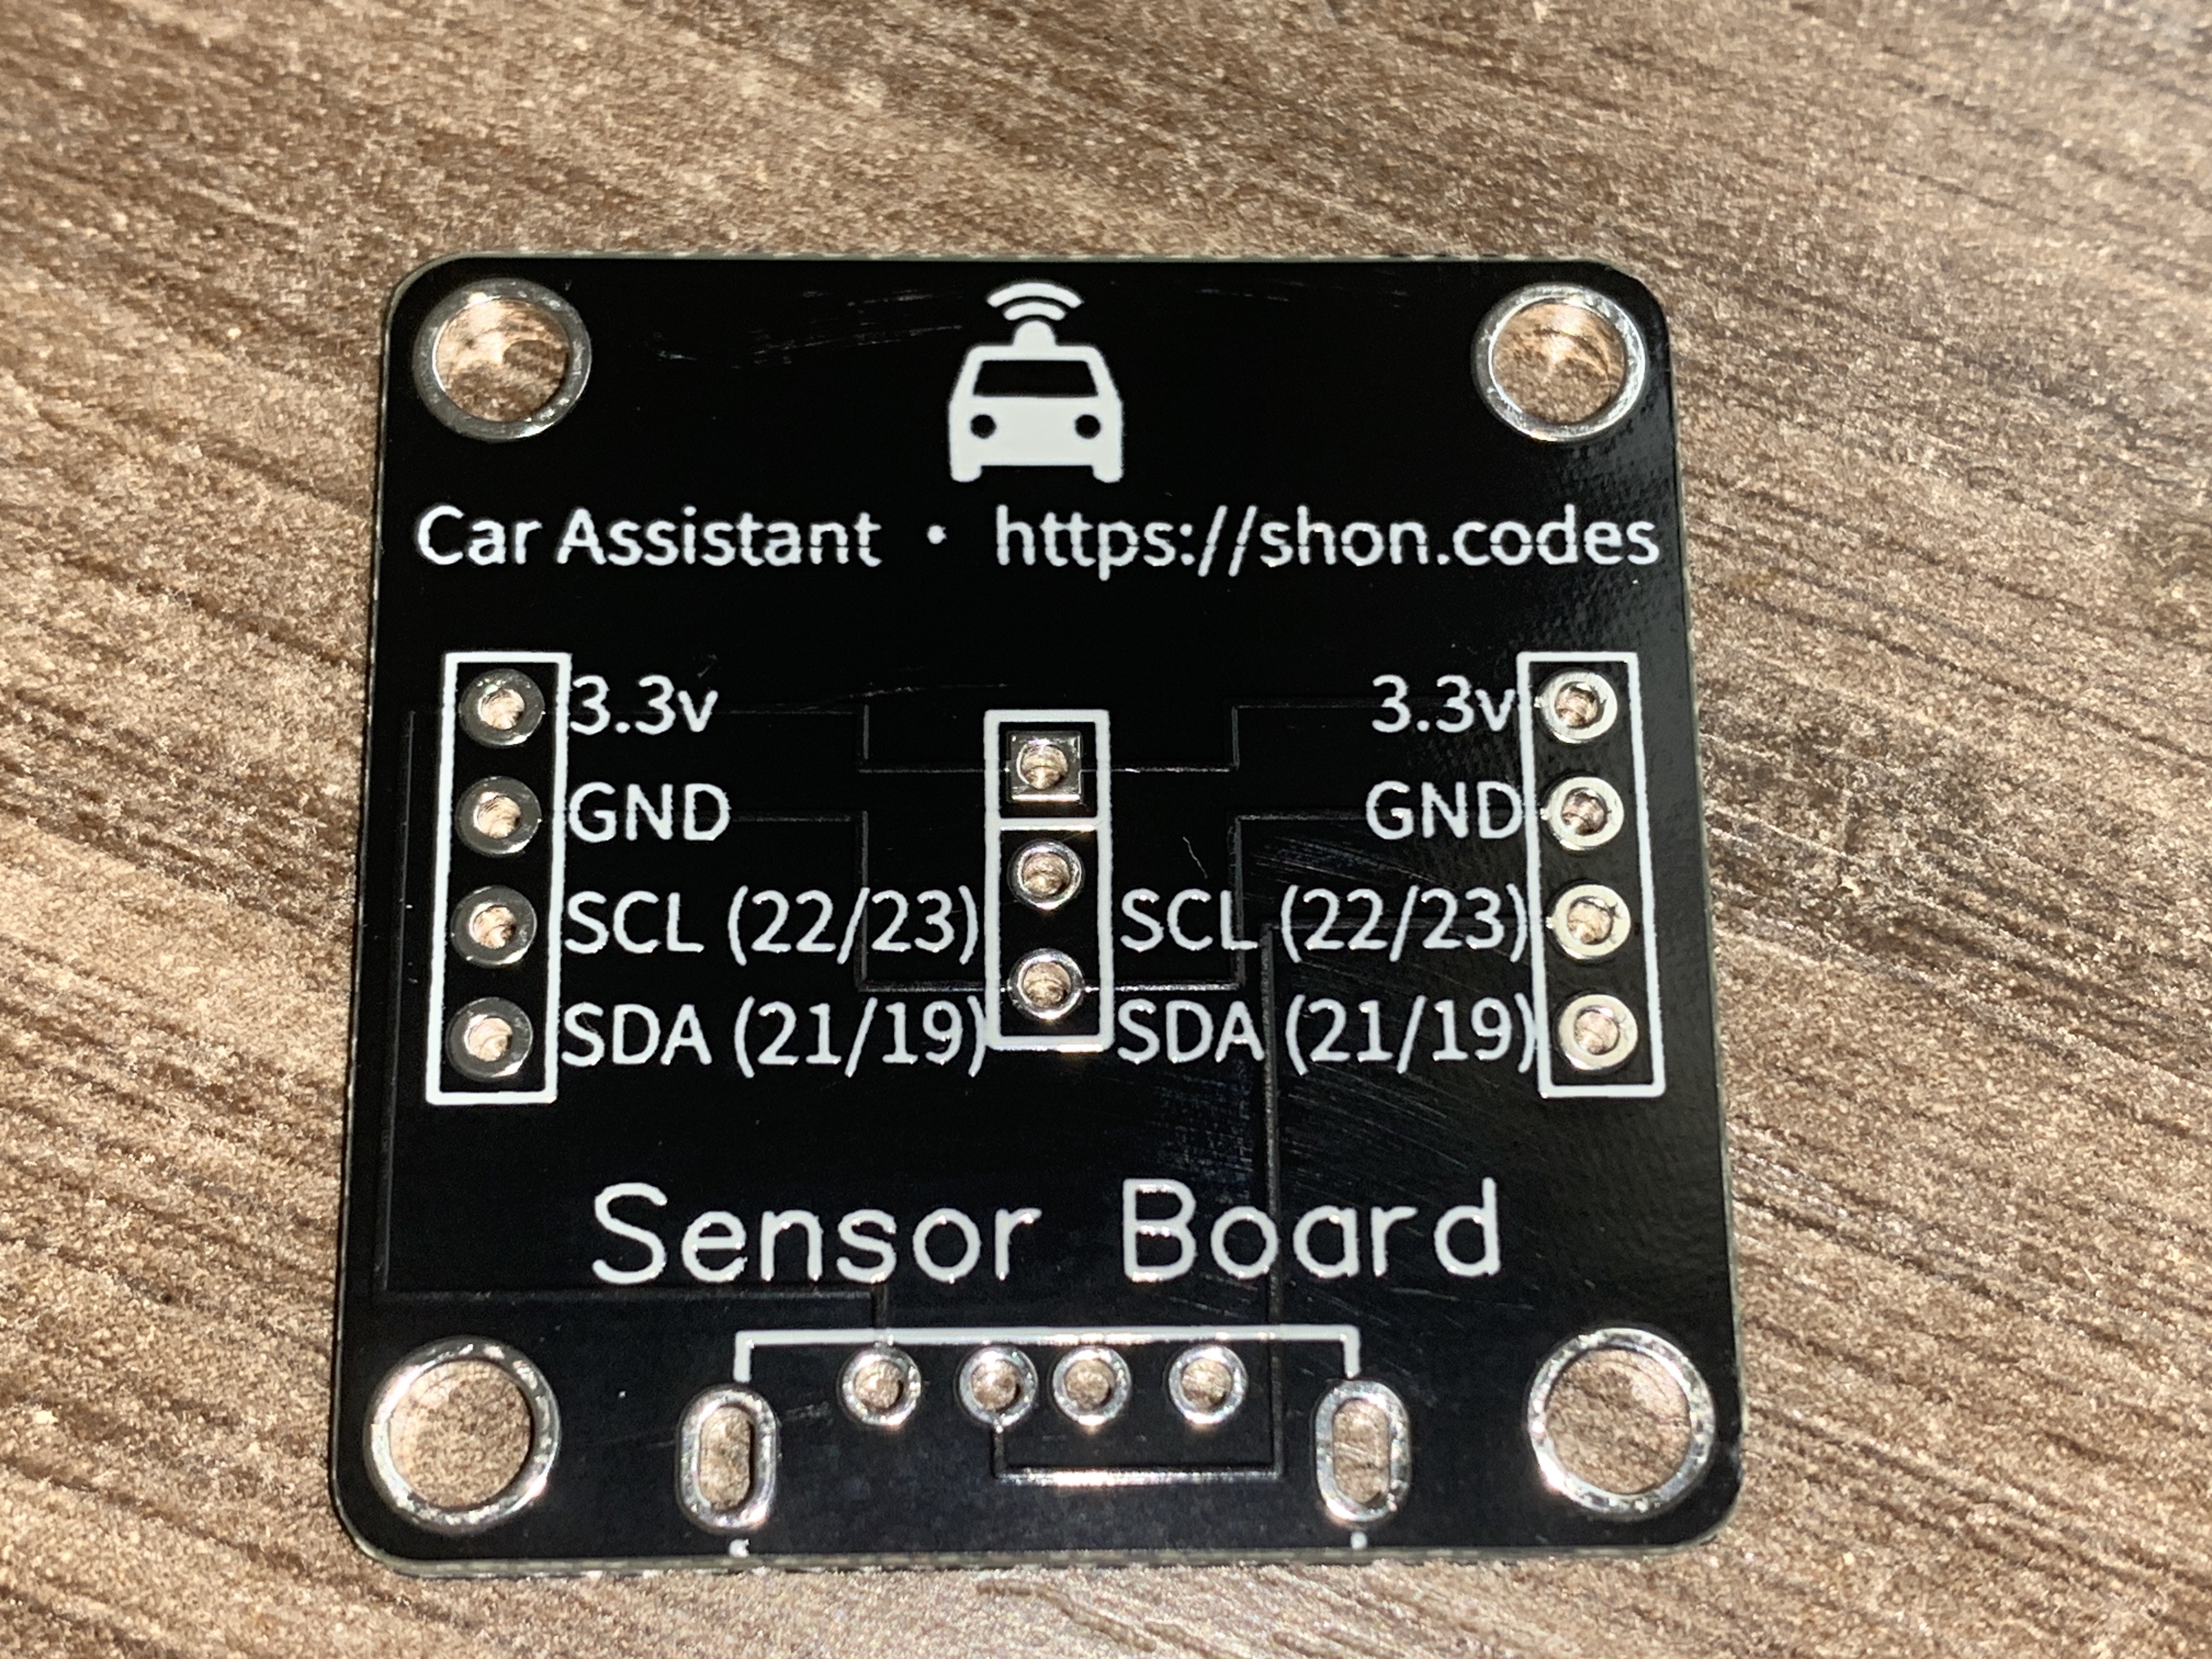 Car Assistant • https://shon.codes
3.3v 3.3v
GND GND
SCL (22/23) SCL (22/23)
SDA (21/19) SDA (21/19)
Sensor Board